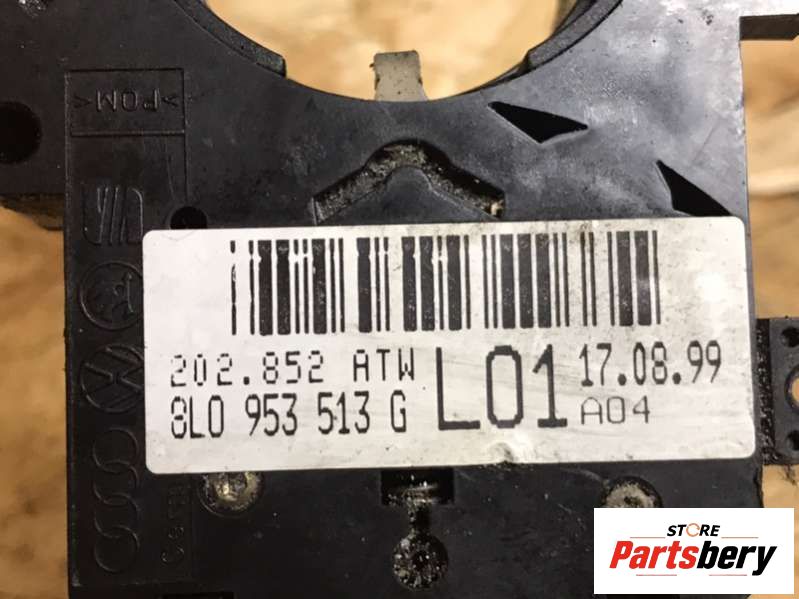 >POM<
202.852 ATW
8L0 953 513 G
L01
17.08.99
A04
STORE
Partsbery